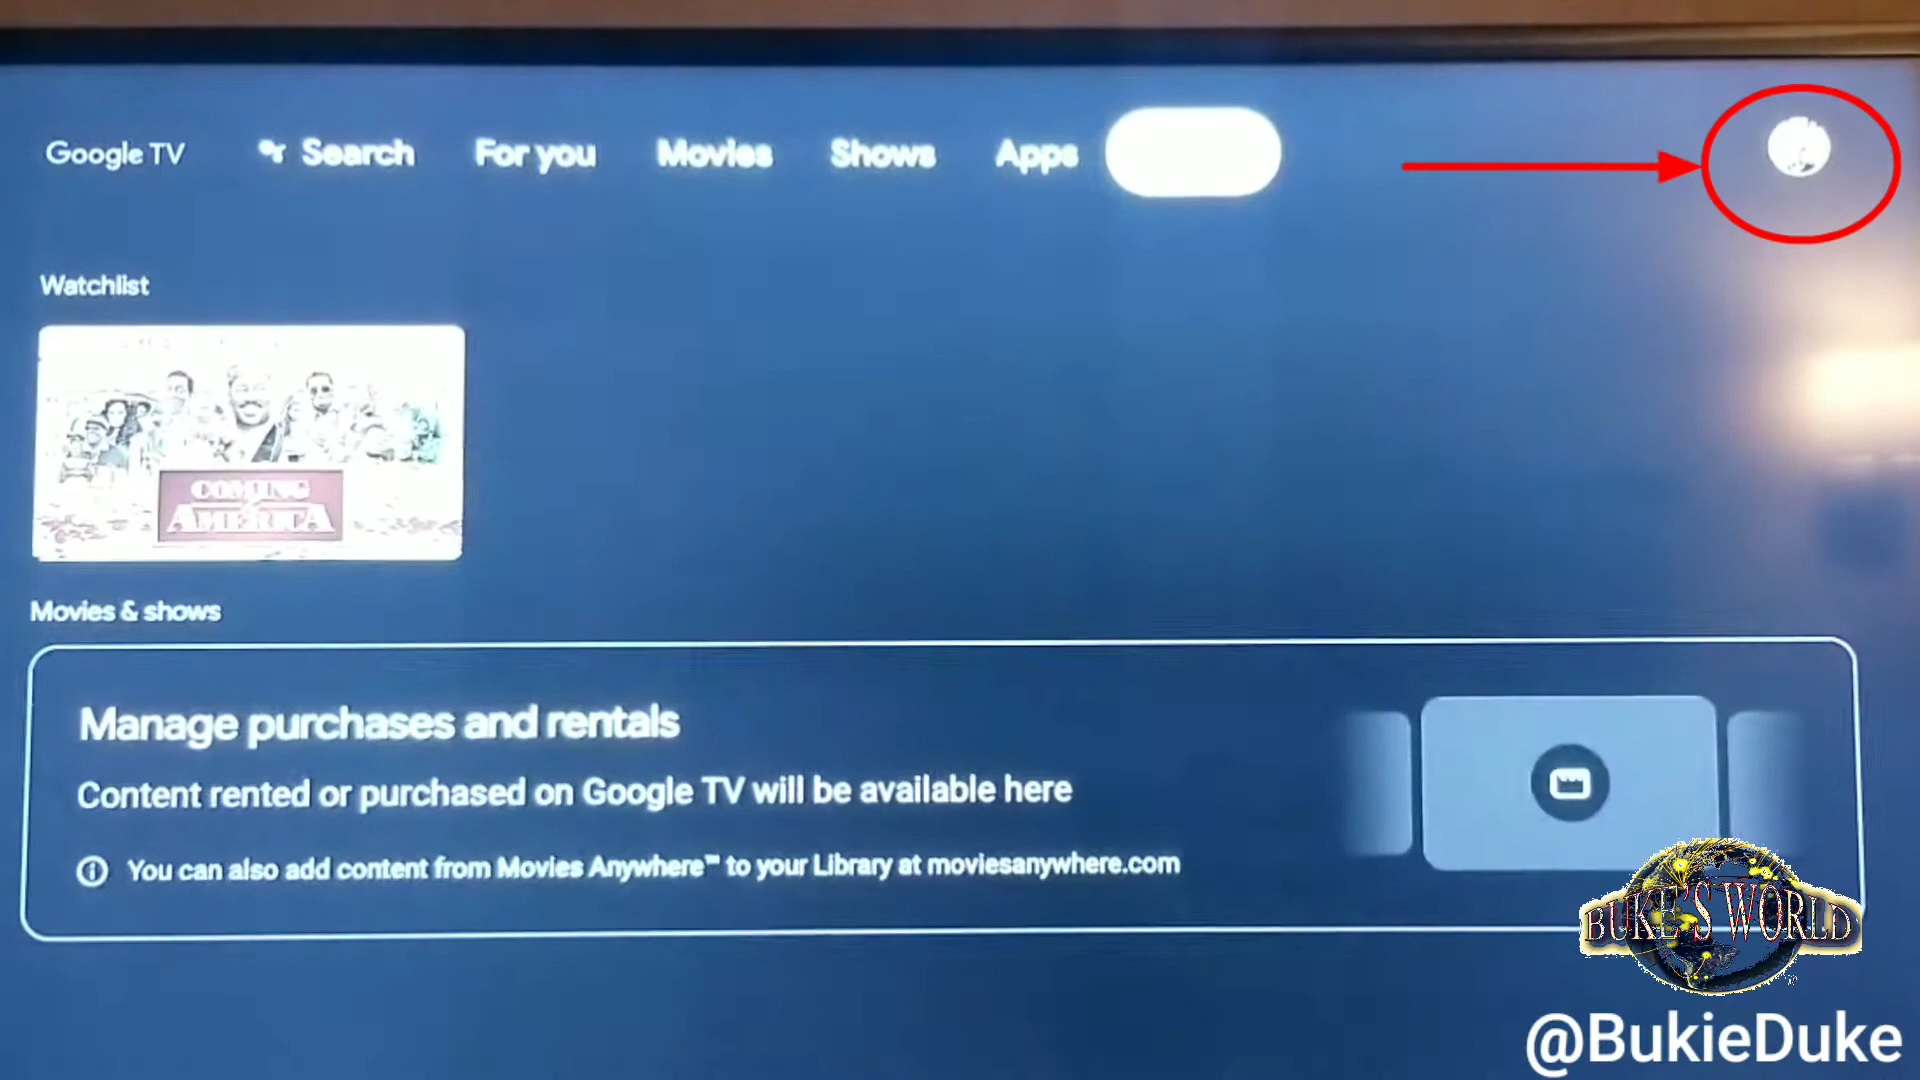 Google TV
Search
For you
Movies
Shows
Apps
Watchlist
COMING
AMERICA
Movies & shows
Manage purchases and rentals
Content rented or purchased on Google TV will be available here
You can also add content from Movies Anywhere™ to your Library at moviesanywhere.com
BUKE'S WORLD
@BukieDuke